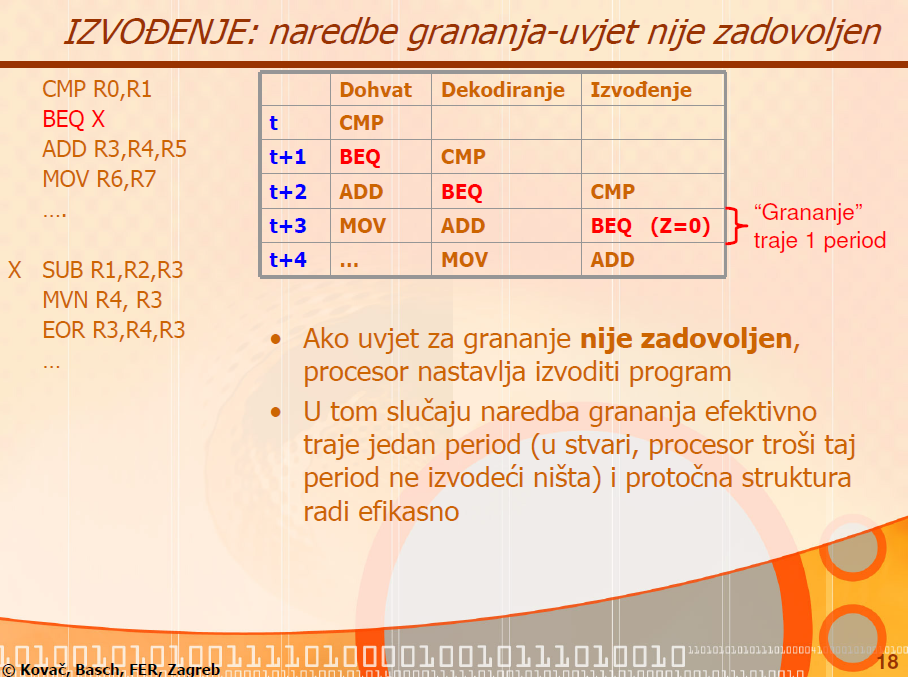 IZVOĐENJE: naredbe grananja-uvjet nije zadovoljen
CMP R0,R1
BEQ X
ADD R3,R4,R5
MOV R6,R7
….
X SUB R1,R2,R3
MVN R4, R3
EOR R3,R4,R3
…
Dohvat Dekodiranje Izvođenje
t CMP
t+1 BEQ CMP
t+2 ADD BEQ CMP
t+3 MOV ADD BEQ (Z=0)
t+4 … MOV ADD
“Grananje”
traje 1 period
• Ako uvjet za grananje nije zadovoljen,
procesor nastavlja izvoditi program
• U tom slučaju naredba grananja efektivno
traje jedan period (u stvari, procesor troši taj
period ne izvodeći ništa) i protočna struktura
radi efikasno
© Kovač, Basch, FER, Zagreb
18